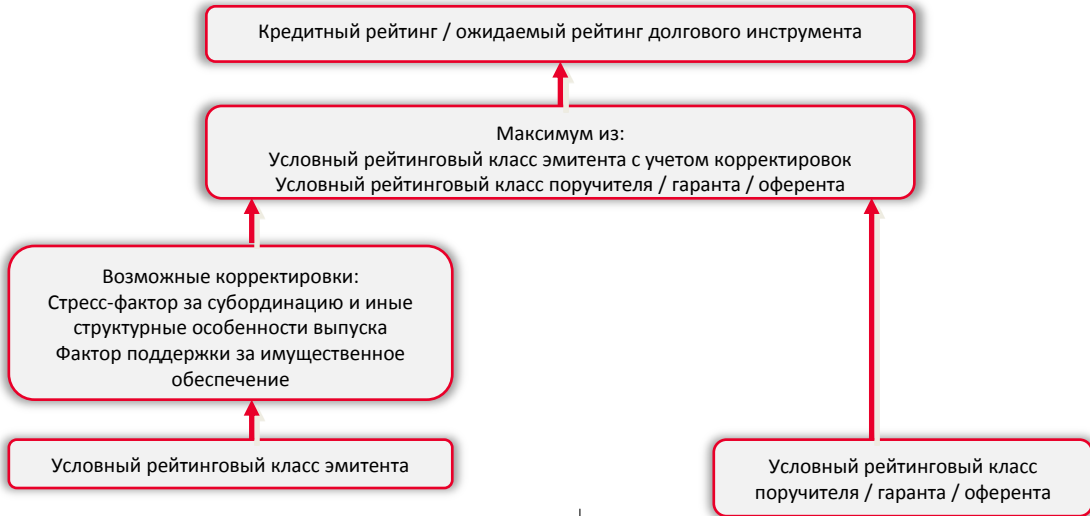 Кредитный рейтинг / ожидаемый рейтинг долгового инструмента
Максимум из:
Условный рейтинговый класс эмитента с учетом корректировок
Условный рейтинговый класс поручителя / гаранта / оферента
Возможные корректировки:
Стресс-фактор за субординацию и иные
структурные особенности выпуска
Фактор поддержки за имущественное
обеспечение
Условный рейтинговый класс эмитента
Условный рейтинговый класс
поручителя / гаранта / оферента